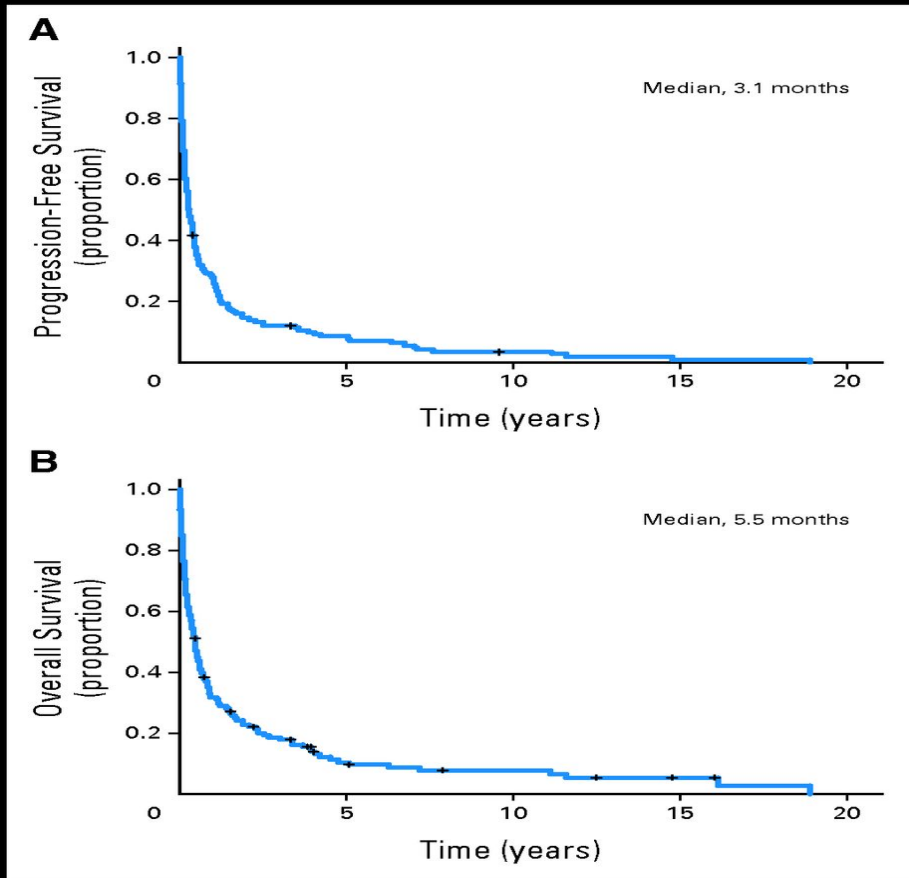 A
Progression-Free Survival
(proportion)
1.0
0.8
0.6
0.4
0.2
Median, 3.1 months
0 5 10 15 20
Time (years)
B
Overall Survival
(proportion)
1.0
0.8
0.6
0.4
0.2
Median, 5.5 months
0 5 10 15 20
Time (years)